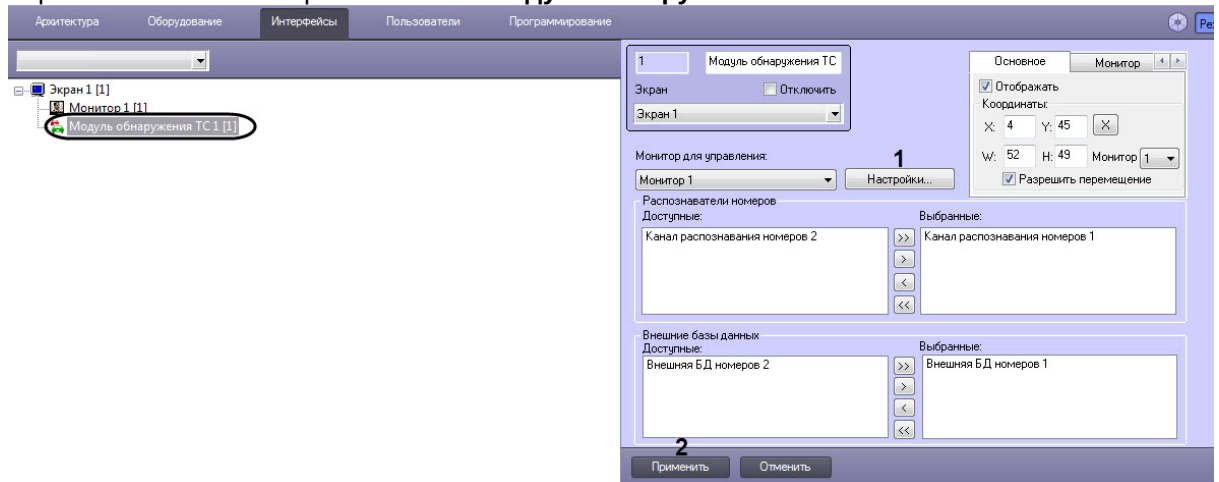 Архитектура Оборудование Интерфейсы Пользователи Программирование
Экран 1 [1]
Монитор 1 [1]
Модуль обнаружения ТС 1 [1]
1 Модуль обнаружения ТС
Экран Отключить
Экран 1
Основное Монитор
Отображать
Координаты:
X: 4 Y: 45 X
W: 52 H: 49 Монитор 1
Разрешить перемещение
Монитор для управления:
1
Монитор 1 Настройки...
Распознаватели номеров
Доступные: Выбранные:
Канал распознавания номеров 2 >> Канал распознавания номеров 1
>
<
<<
Внешние базы данных
Доступные: Выбранные:
Внешняя БД номеров 2 >> Внешняя БД номеров 1
>
<
<<
2
Применить Отменить